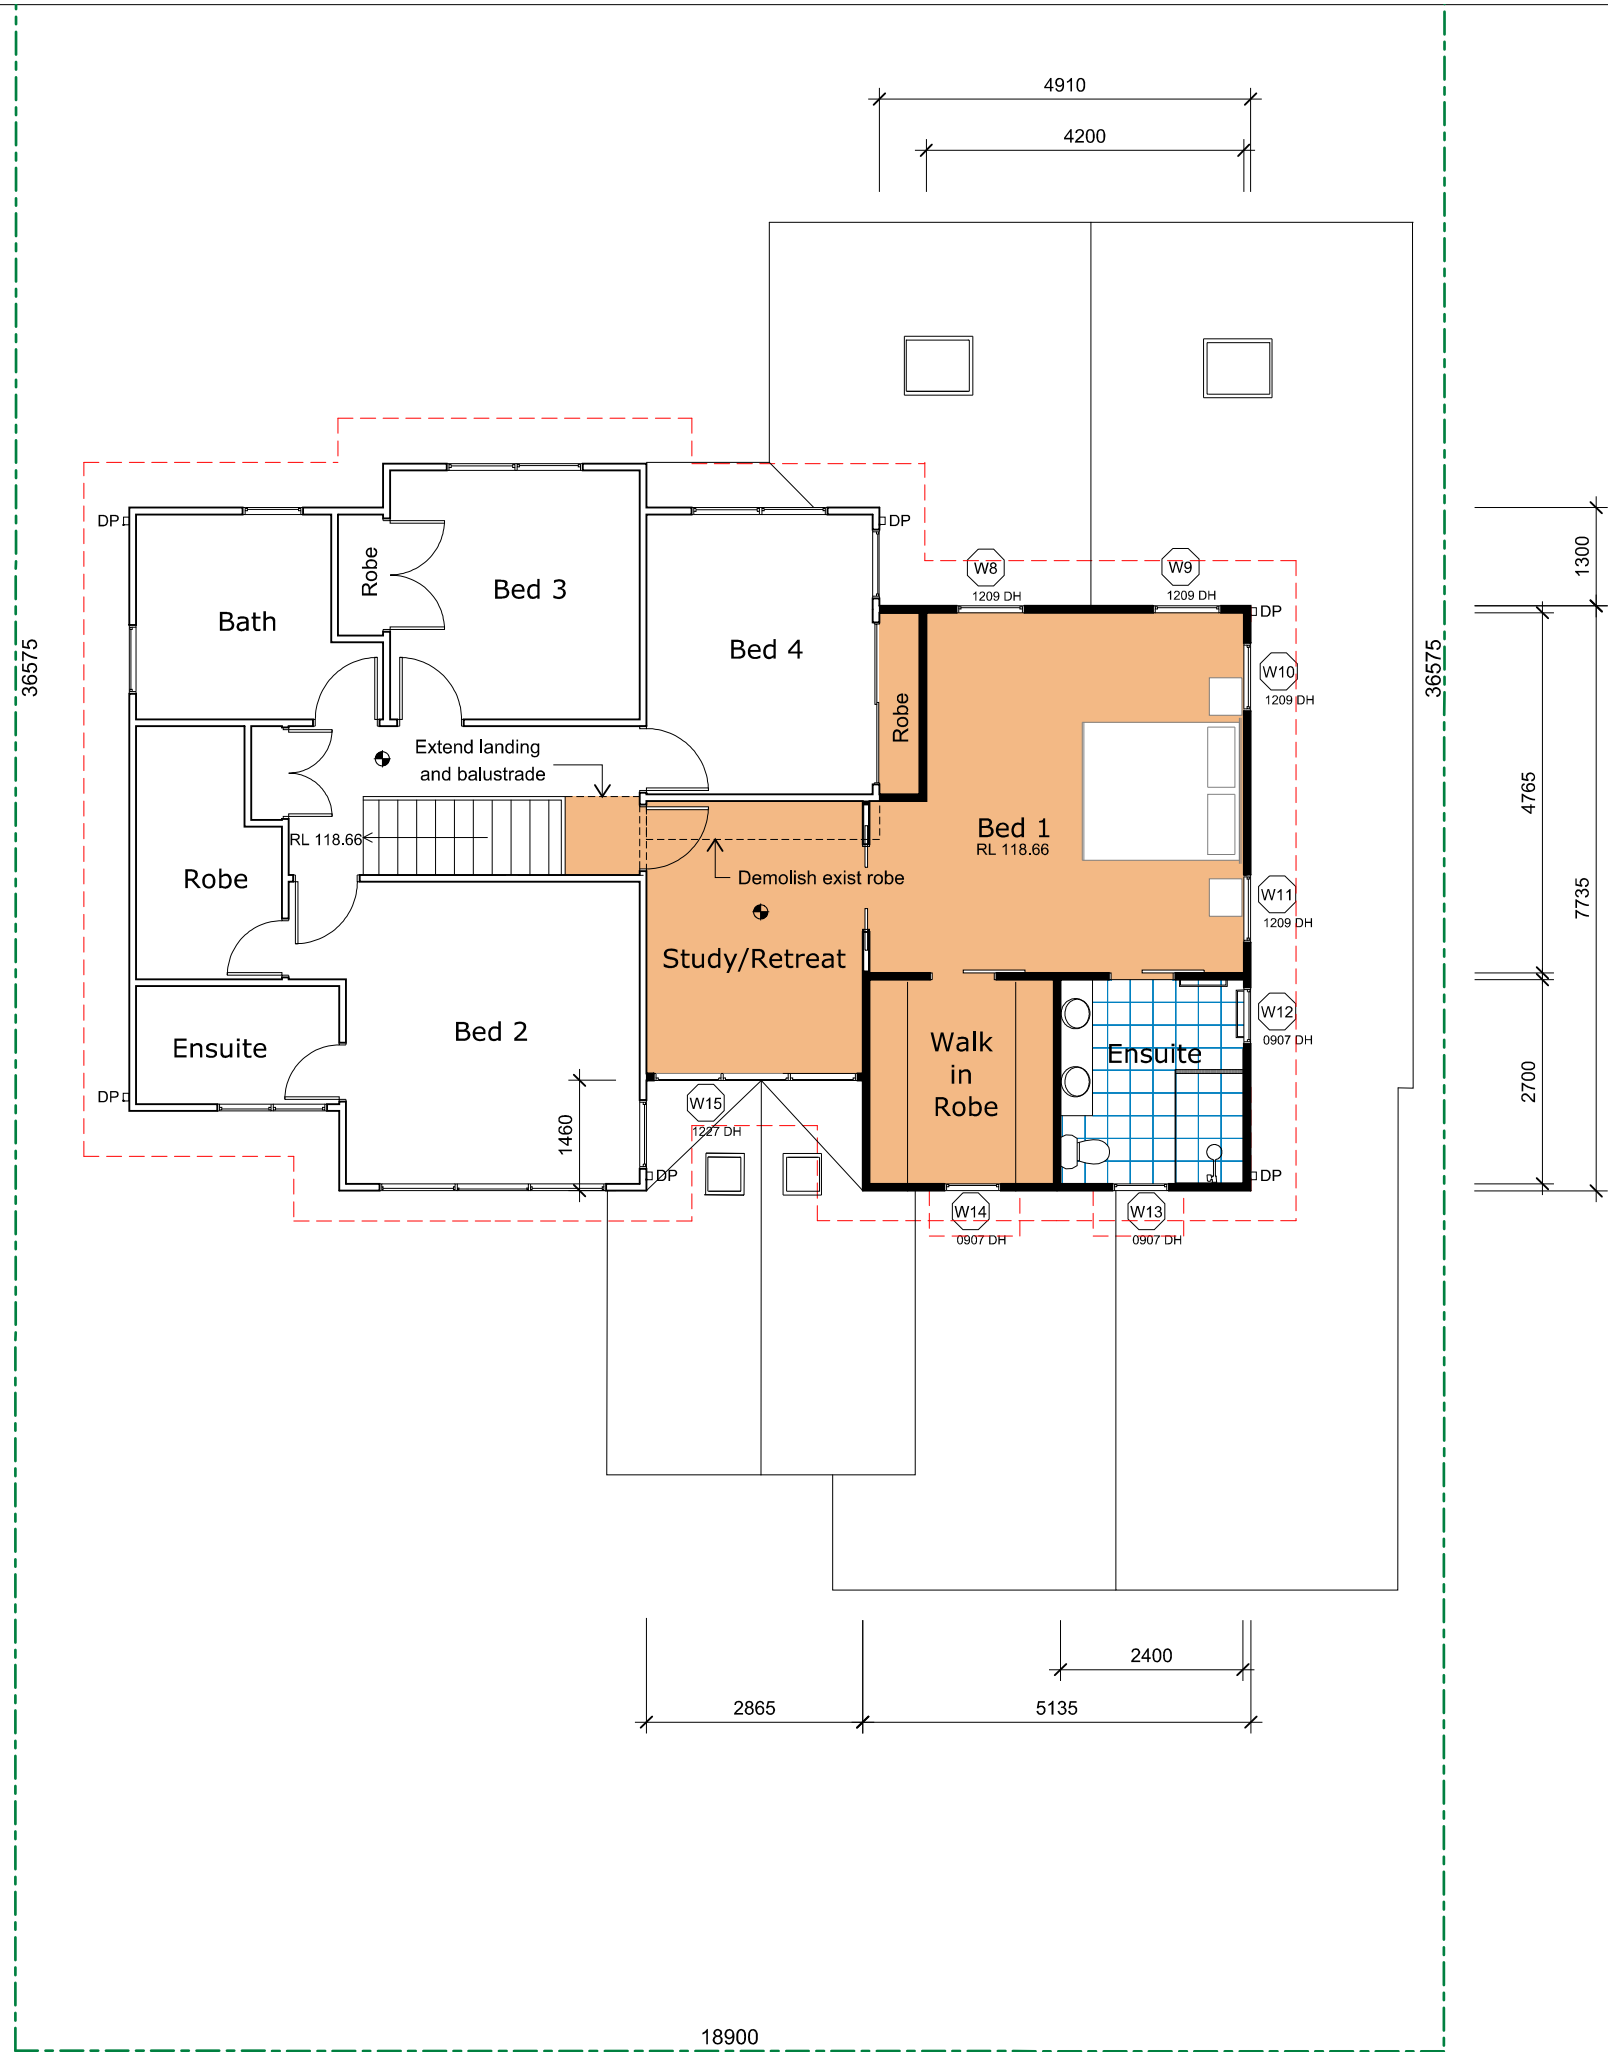 4910
4200
DP
DP
1300
W8
W9
1209 DH
1209 DH
DP
Robe
Bed 3
Bath
Bed 4
36575
36575
W10
1209 DH
Robe
Extend landing
and balustrade
4765
RL 118.66
Bed 1
RL 118.66
Robe
Demolish exist robe
W11
1209 DH
7735
Study/Retreat
W12
0907 DH
Bed 2
Ensuite
Walk
in
Robe
Ensuite
2700
DP
W15
1227 DH
1460
DP
DP
W14
0907 DH
W13
0907 DH
2400
2865
5135
18900